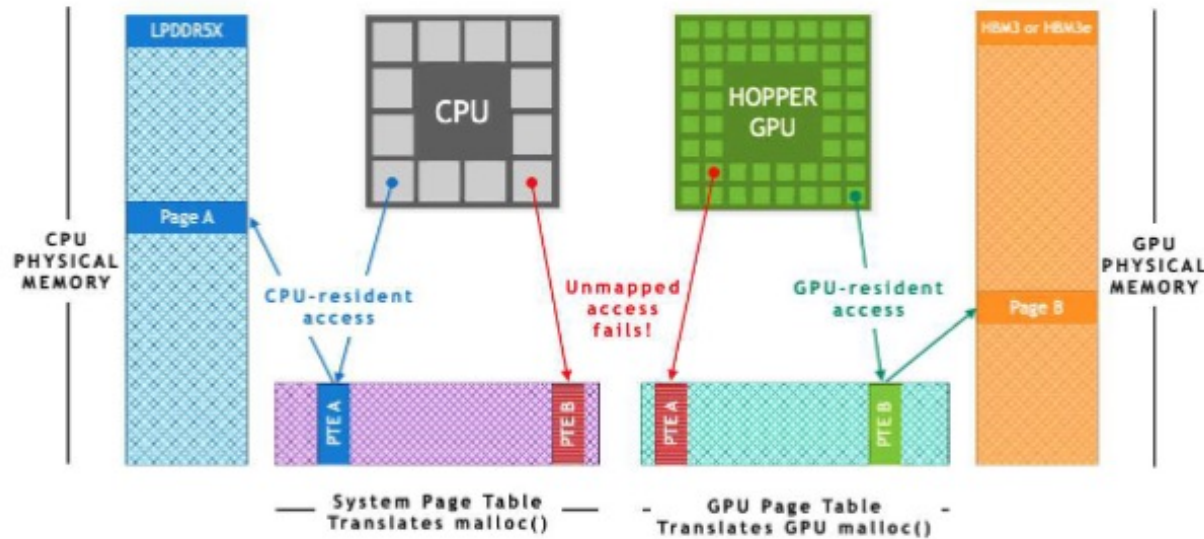 LPDDR5X
HBM3 or HBM3e
CPU
HOPPER
GPU
Page A
CPU
PHYSICAL
MEMORY
CPU-resident
access
Unmapped
access
fails!
GPU-resident
access
Page B
GPU
PHYSICAL
MEMORY
PTE A
PTE B
PTE A
PTE B
System Page Table
Translates malloc()
GPU Page Table
Translates GPU malloc()